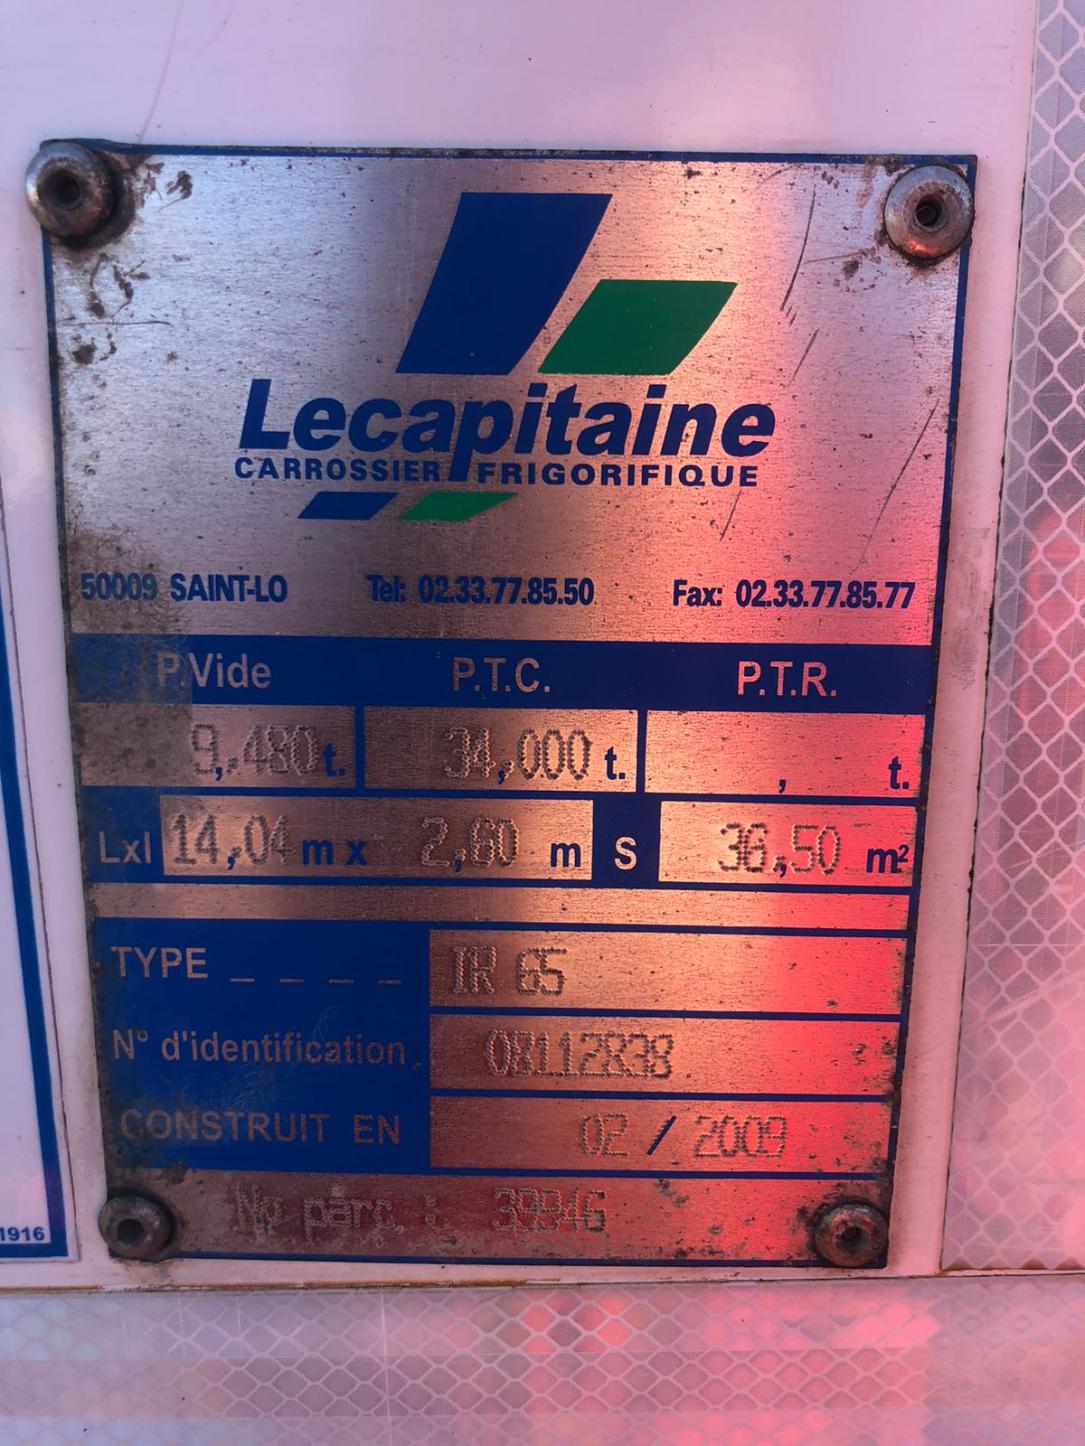 Lecapitaine
CARROSSIER FRIGORIFIQUE
50009 SAINT-LO Tel: 02.33.77.85.50 Fax: 02.33.77.85.77
P.Vide P.T.C. P.T.R.
9,480 t. 34,000 t. , t.
Lxl 14,04 m x 2,60 m S 36,50 m²
TYPE _ _ _ _ IR 65
N° d'identification 08112838
CONSTRUIT EN 02 / 2009
No parc. : 39946
1916